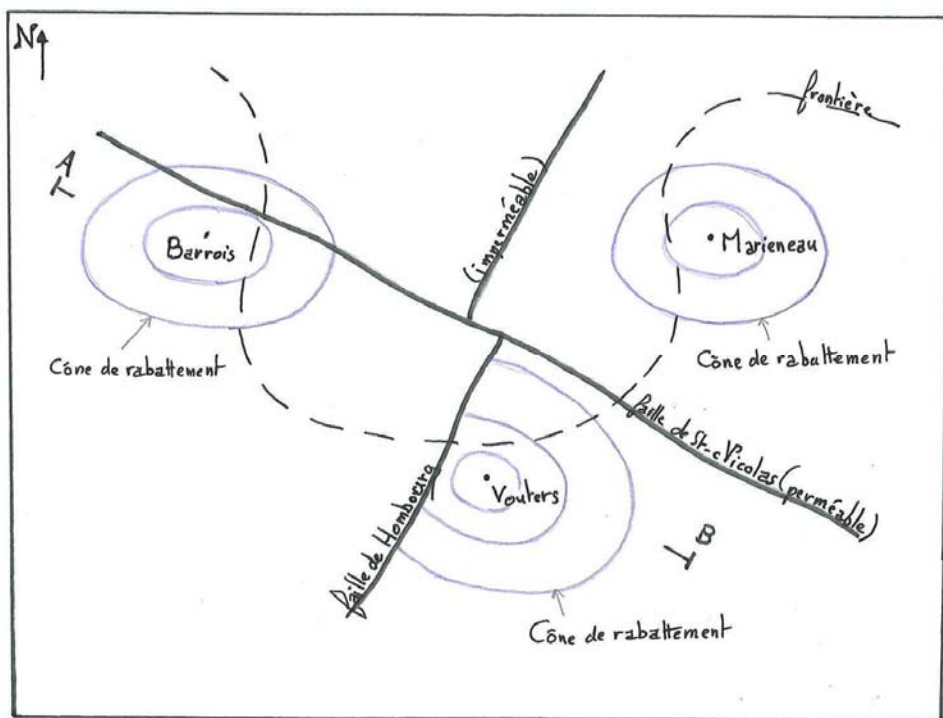 N
frontière
A
(imperméable)
Barrois
Marieneau
Cône de rabattement
Cône de rabattement
faille de St-Nicolas (perméable)
Vouters
faille de Hombourg
B
Cône de rabattement